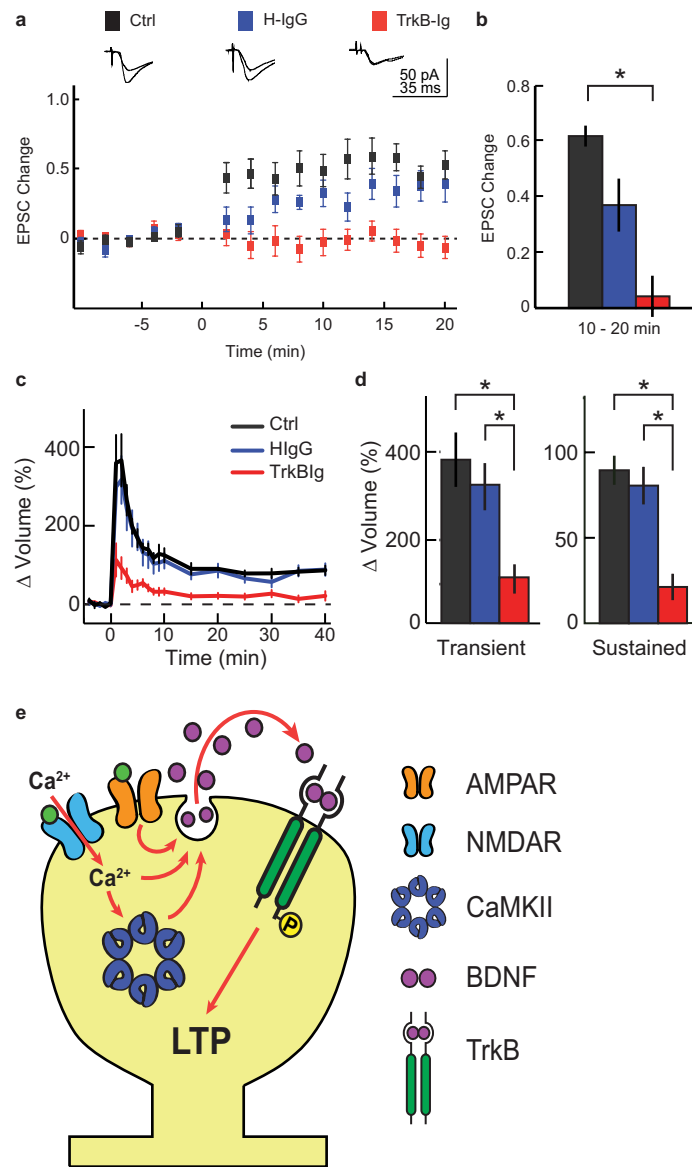 a
Ctrl
H-IgG
TrkB-Ig
50 pA
35 ms
1.0
0.5
0
EPSC Change
-5
0
5
10
15
20
Time (min)
b
*
0.8
0.6
0.4
0.2
0
EPSC Change
10 - 20 min
c
Ctrl
HIgG
TrkBIg
400
200
0
Δ Volume (%)
0
10
20
30
40
Time (min)
d
*
*
400
200
0
Δ Volume (%)
Transient
*
*
100
50
0
Sustained
e
Ca2+
Ca2+
P
LTP
AMPAR
NMDAR
CaMKII
BDNF
TrkB